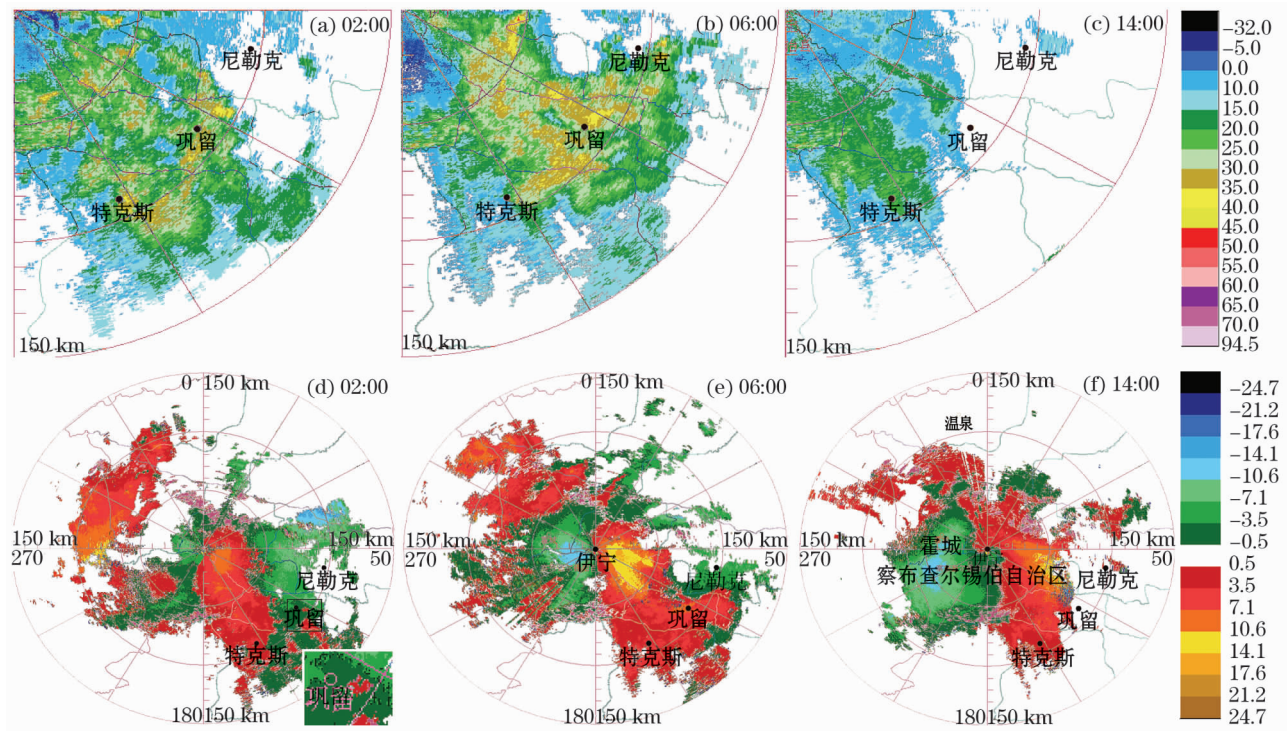 (a) 02:00
尼勒克
巩留
特克斯
150 km
(b) 06:00
尼勒克
巩留
特克斯
150 km
(c) 14:00
尼勒克
巩留
特克斯
150 km
-32.0
-5.0
0.0
10.0
15.0
20.0
25.0
30.0
35.0
40.0
45.0
50.0
55.0
60.0
65.0
70.0
94.5
0 150 km
(d) 02:00
150 km
270
150 km
50
尼勒克
巩留
特克斯
巩留
180150 km
0 150 km
(e) 06:00
150 km
270
伊宁
150 km
50
尼勒克
巩留
特克斯
180150 km
0 150 km
(f) 14:00
温泉
150 km
270
霍城
150 km
50
察布查尔锡伯自治区
尼勒克
巩留
特克斯
180150 km
-24.7
-21.2
-17.6
-14.1
-10.6
-7.1
-3.5
-0.5
0.5
3.5
7.1
10.6
14.1
17.6
21.2
24.7